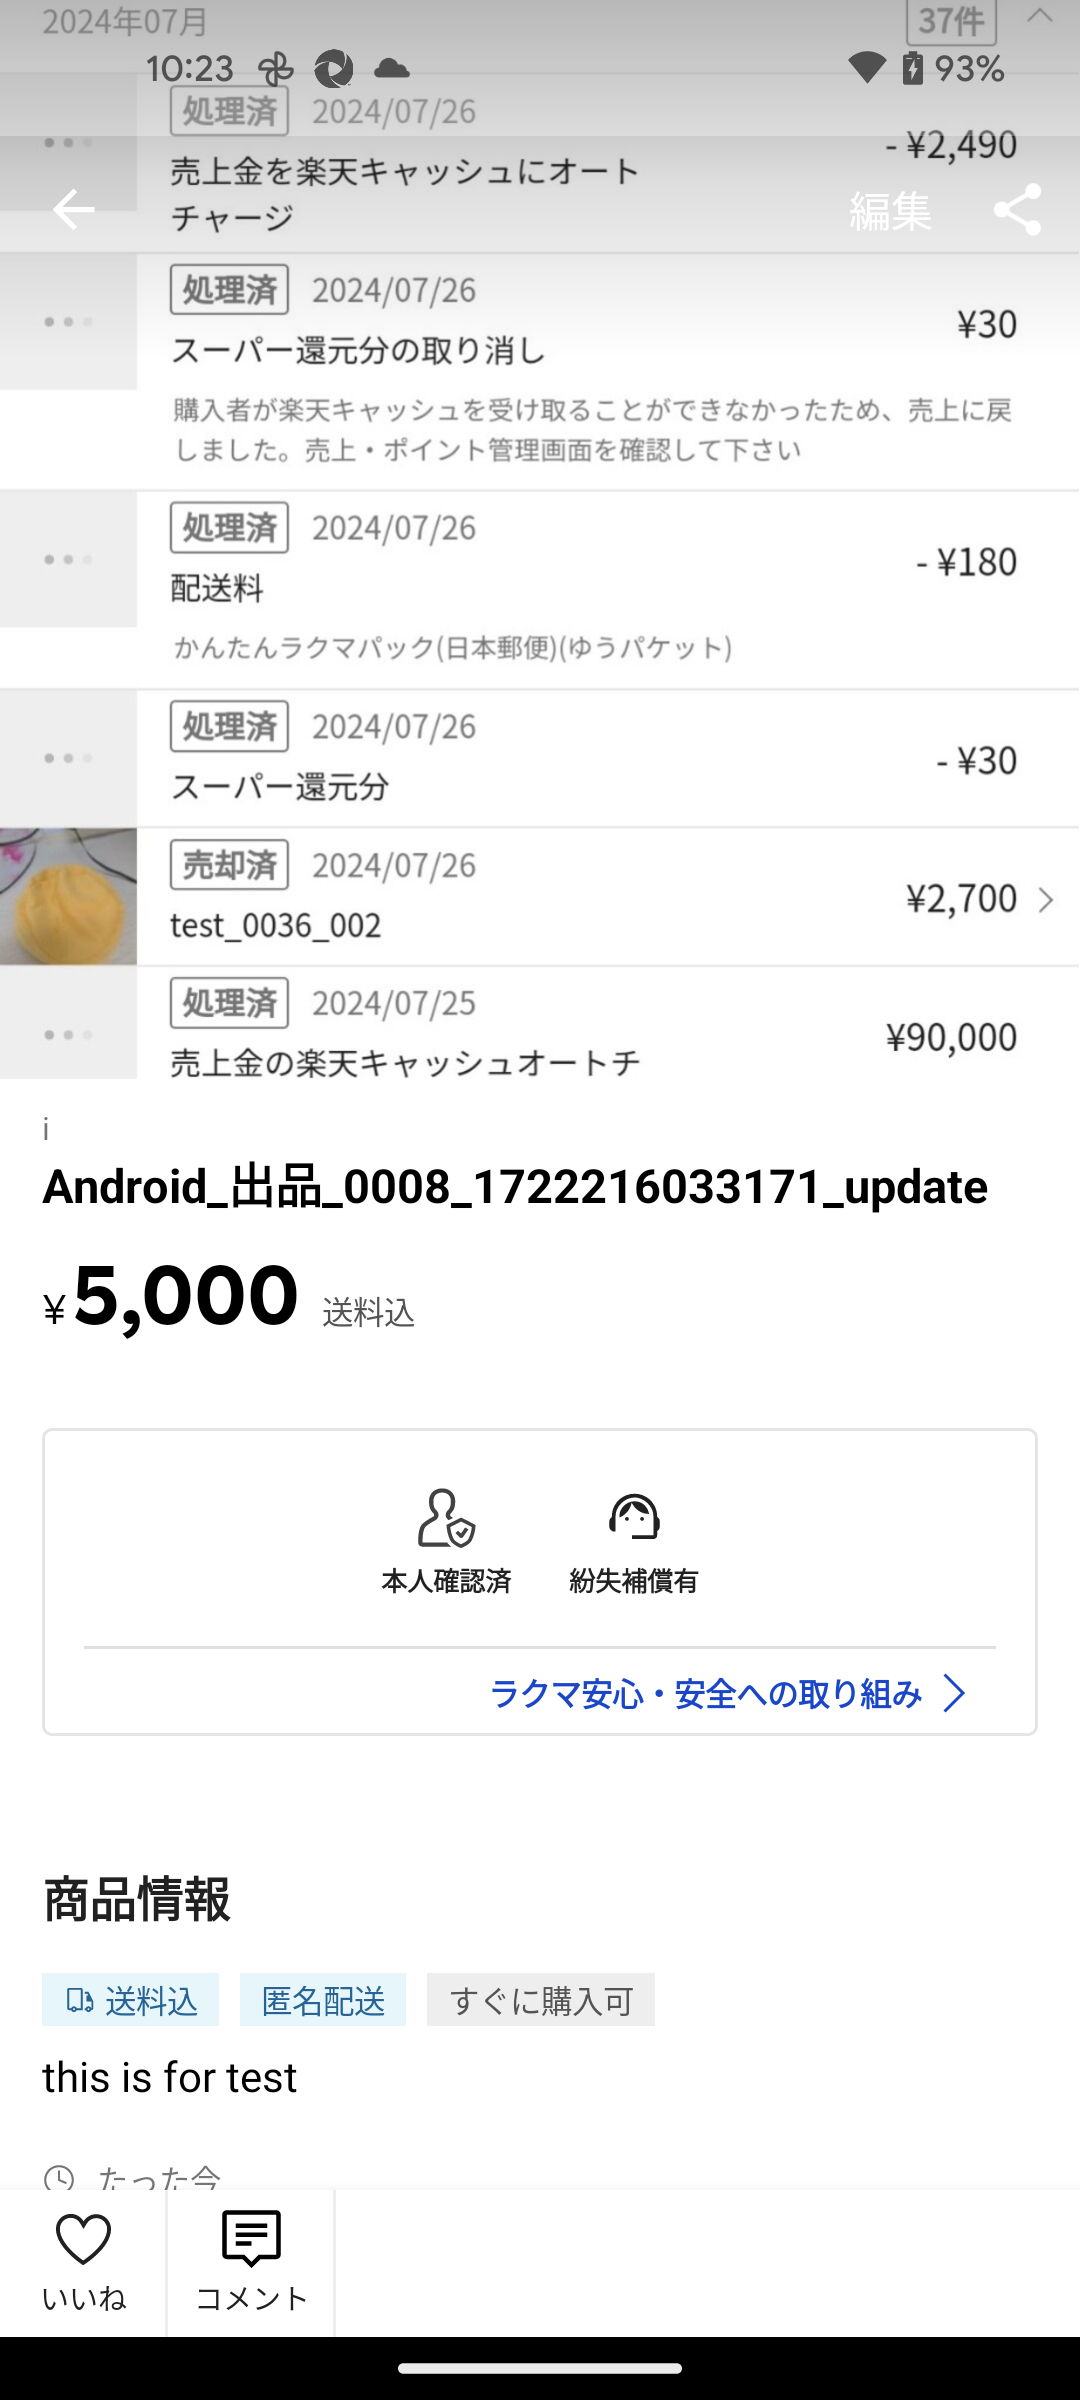 2024年07月 37件
10:23 93%
処理済 2024/07/26
- ¥2,490
売上金を楽天キャッシュにオート
チャージ
編集
処理済 2024/07/26
¥30
スーパー還元分の取り消し
購入者が楽天キャッシュを受け取ることができなかったため、売上に戻
しました。売上・ポイント管理画面を確認して下さい
処理済 2024/07/26
- ¥180
配送料
かんたんラクマパック(日本郵便)(ゆうパケット)
処理済 2024/07/26
- ¥30
スーパー還元分
売却済 2024/07/26
¥2,700
test_0036_002
処理済 2024/07/25
¥90,000
売上金の楽天キャッシュオートチ
i
Android_出品_0008_1722216033171_update
¥5,000 送料込
本人確認済 紛失補償有
ラクマ安心・安全への取り組み
商品情報
送料込 匿名配送 すぐに購入可
this is for test
たった今
いいね コメント